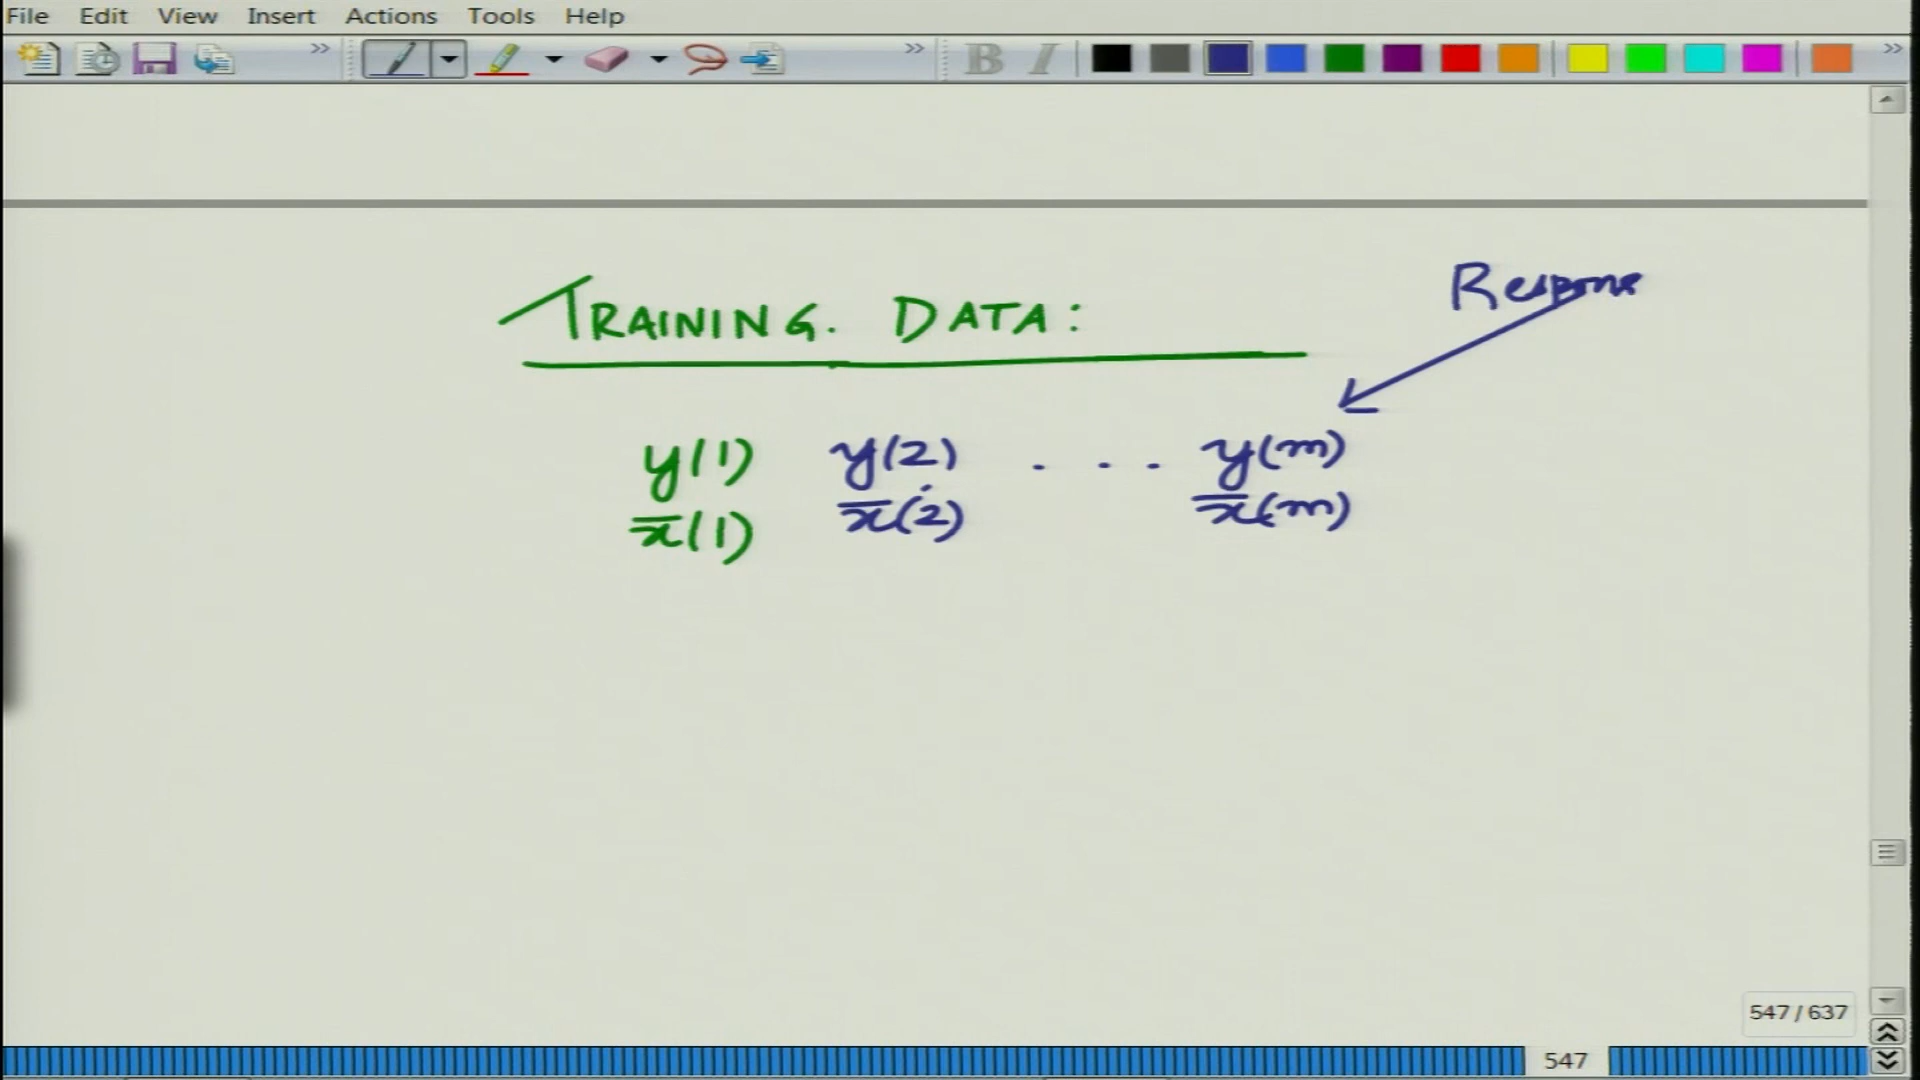 File Edit View Insert Actions Tools Help
B I
TRAINING. DATA:
Response
y(1) y(2) . . . y(m)
x̄(1) x̄(2) x̄(m)
547 / 637
547